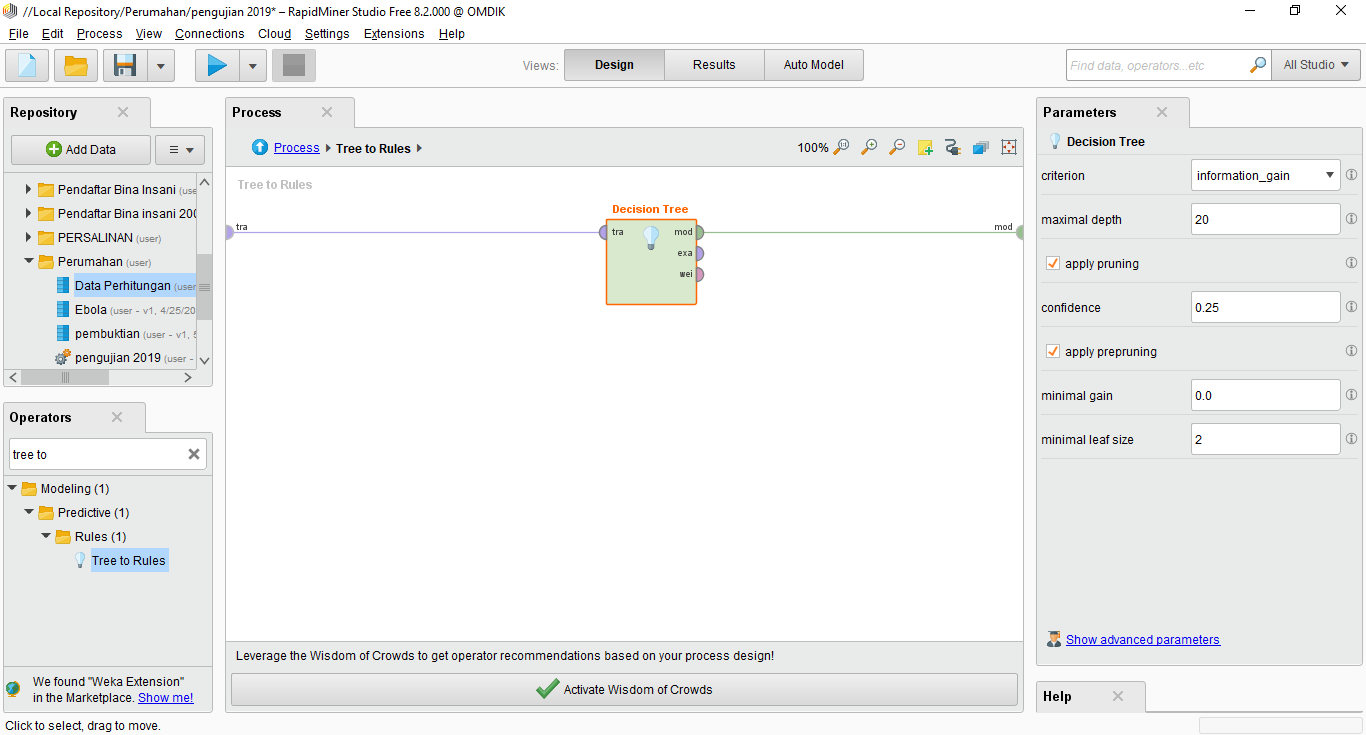 //Local Repository/Perumahan/pengujian 2019* – RapidMiner Studio Free 8.2.000 @ OMDIK
File Edit Process View Connections Cloud Settings Extensions Help
Views: Design Results Auto Model
Find data, operators...etc
All Studio
Repository
Add Data
Pendaftar Bina Insani (use
Pendaftar Bina insani 200
PERSALINAN (user)
Perumahan (user)
Data Perhitungan (user
Ebola (user - v1, 4/25/20
pembuktian (user - v1, 5
pengujian 2019 (user -
Operators
tree to
Modeling (1)
Predictive (1)
Rules (1)
Tree to Rules
We found "Weka Extension"
in the Marketplace. Show me!
Click to select, drag to move.
Process
Process Tree to Rules
100%
Tree to Rules
tra
Decision Tree
tra mod
exa
wei
mod
Leverage the Wisdom of Crowds to get operator recommendations based on your process design!
Activate Wisdom of Crowds
Parameters
Decision Tree
criterion information_gain
maximal depth 20
apply pruning
confidence 0.25
apply prepruning
minimal gain 0.0
minimal leaf size 2
Show advanced parameters
Help